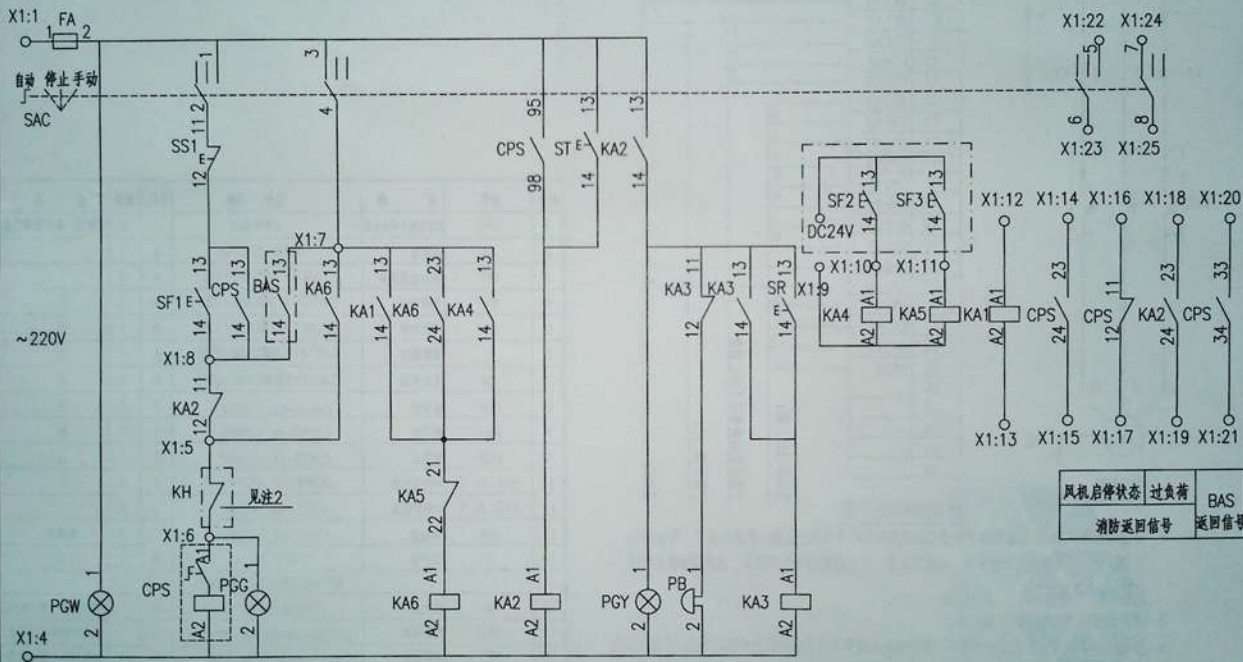 X1:1 FA
1 2
自动 停止 手动
SAC
1
2
3
4
X1:22 X1:24
5 7
6 8
X1:23 X1:25
11
SS1
12
95
CPS
98
13
ST
14
13
KA2
14
X1:7
13
SF1
14
13
CPS
14
13
BAS
14
13
KA6
14
13
KA1
14
23
KA6
24
13
KA4
14
~220V
X1:8
11
KA2
12
X1:5
KH
见注2
X1:6
A1
CPS
A2
1
PGG
2
1
PGW
2
X1:4
21
KA5
22
A1
KA6
A2
A1
KA2
A2
1
PGY
2
11
KA3
12
13
KA3
14
13
SR
14
1
PB
2
A1
KA3
A2
13
SF2
14
13
SF3
14
DC24V
X1:9
X1:10
X1:11
A1
KA4
A2
A1
KA5
A2
X1:12
A1
KA1
A2
X1:13
X1:14
23
CPS
24
X1:15
X1:16
11
CPS
12
X1:17
X1:18
23
KA2
24
X1:19
X1:20
33
CPS
34
X1:21
风机启停状态 过负荷 BAS
消防返回信号 返回信号